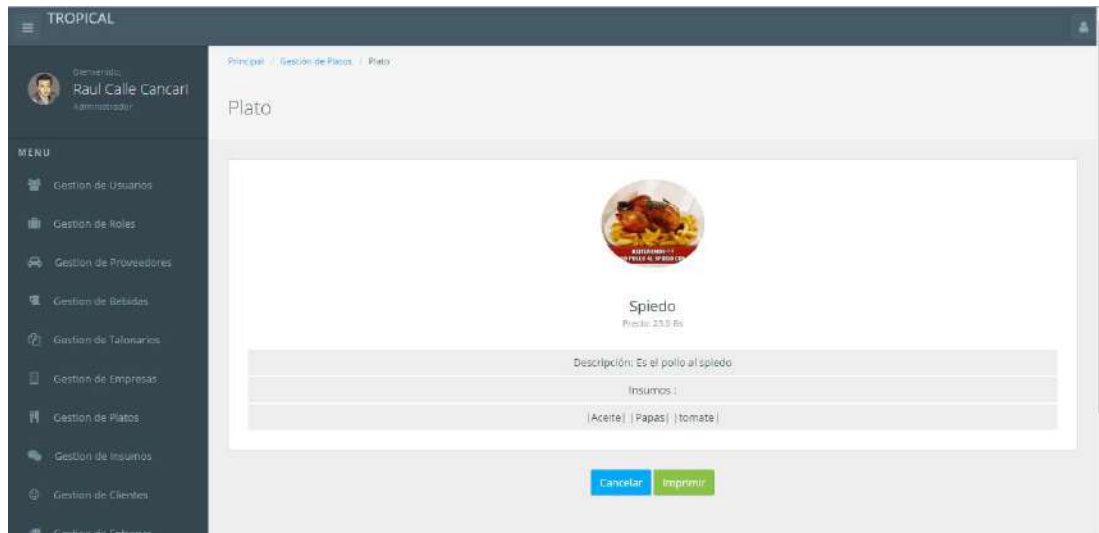 TROPICAL
Bienvenido,
Raul Calle Cancari
Administrador
MENU
Gestion de Usuarios
Gestion de Roles
Gestion de Proveedores
Gestion de Bebidas
Gestion de Talonarios
Gestion de Empresas
Gestion de Platos
Gestion de Insumos
Gestion de Clientes
Principal / Gestión de Platos / Plato
Plato
Spiedo
Precio: 25.0 Bs
Descripción: Es el pollo al spiedo
Insumos :
|Aceite| |Papas| |tomate|
Cancelar
Imprimir